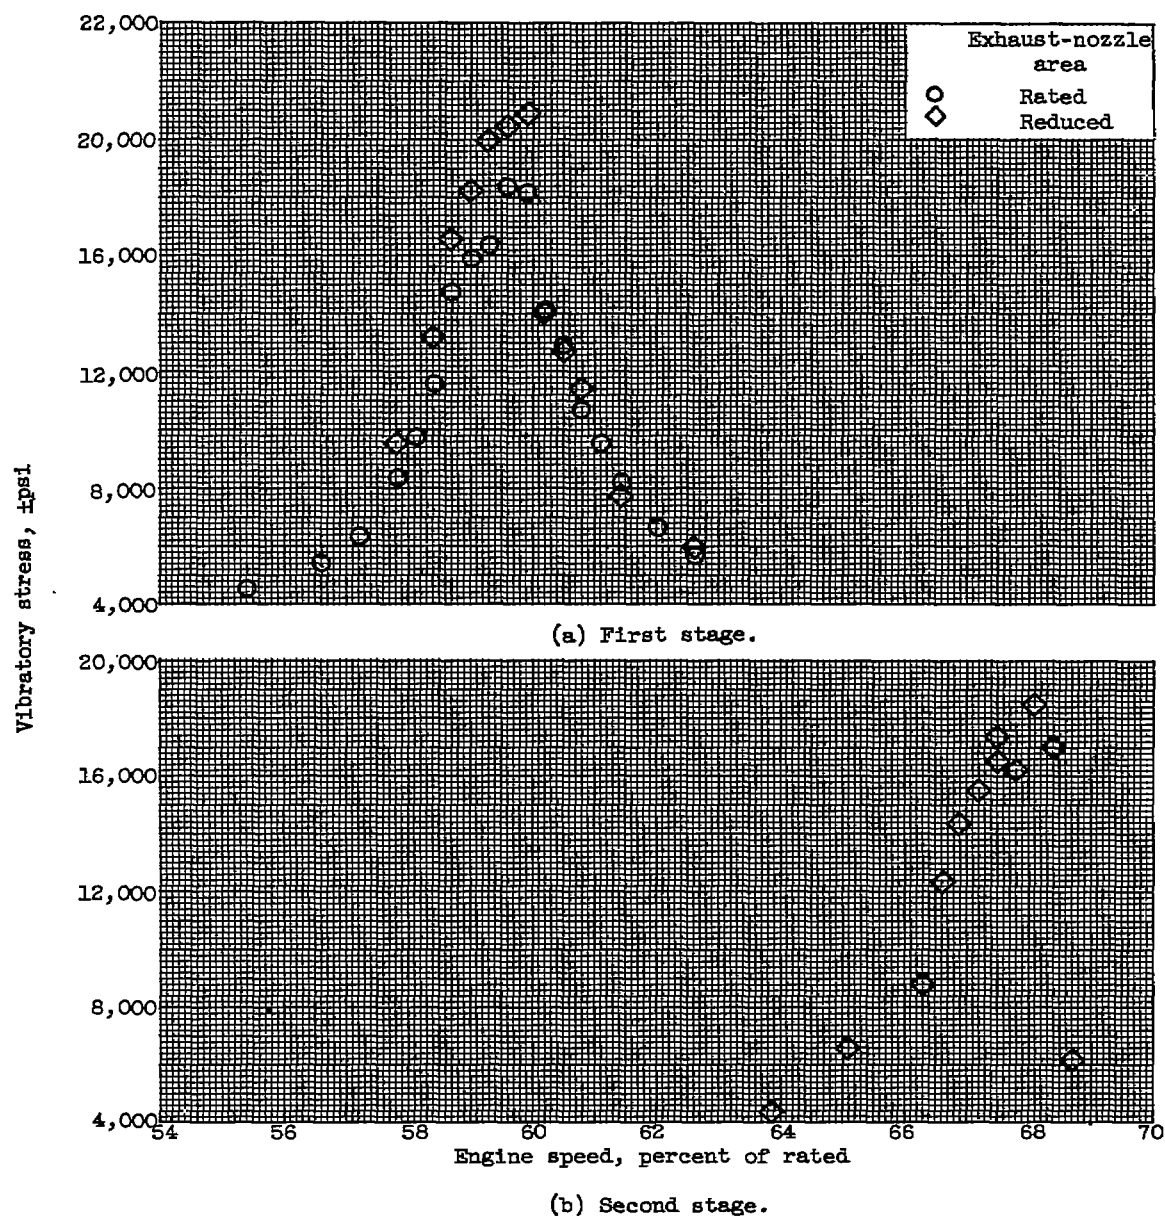 22,000
Exhaust-nozzle
area
Rated
Reduced
20,000
16,000
12,000
8,000
4,000
(a) First stage.
Vibratory stress, ±psi
20,000
16,000
12,000
8,000
4,000
54 56 58 60 62 64 66 68 70
Engine speed, percent of rated
(b) Second stage.